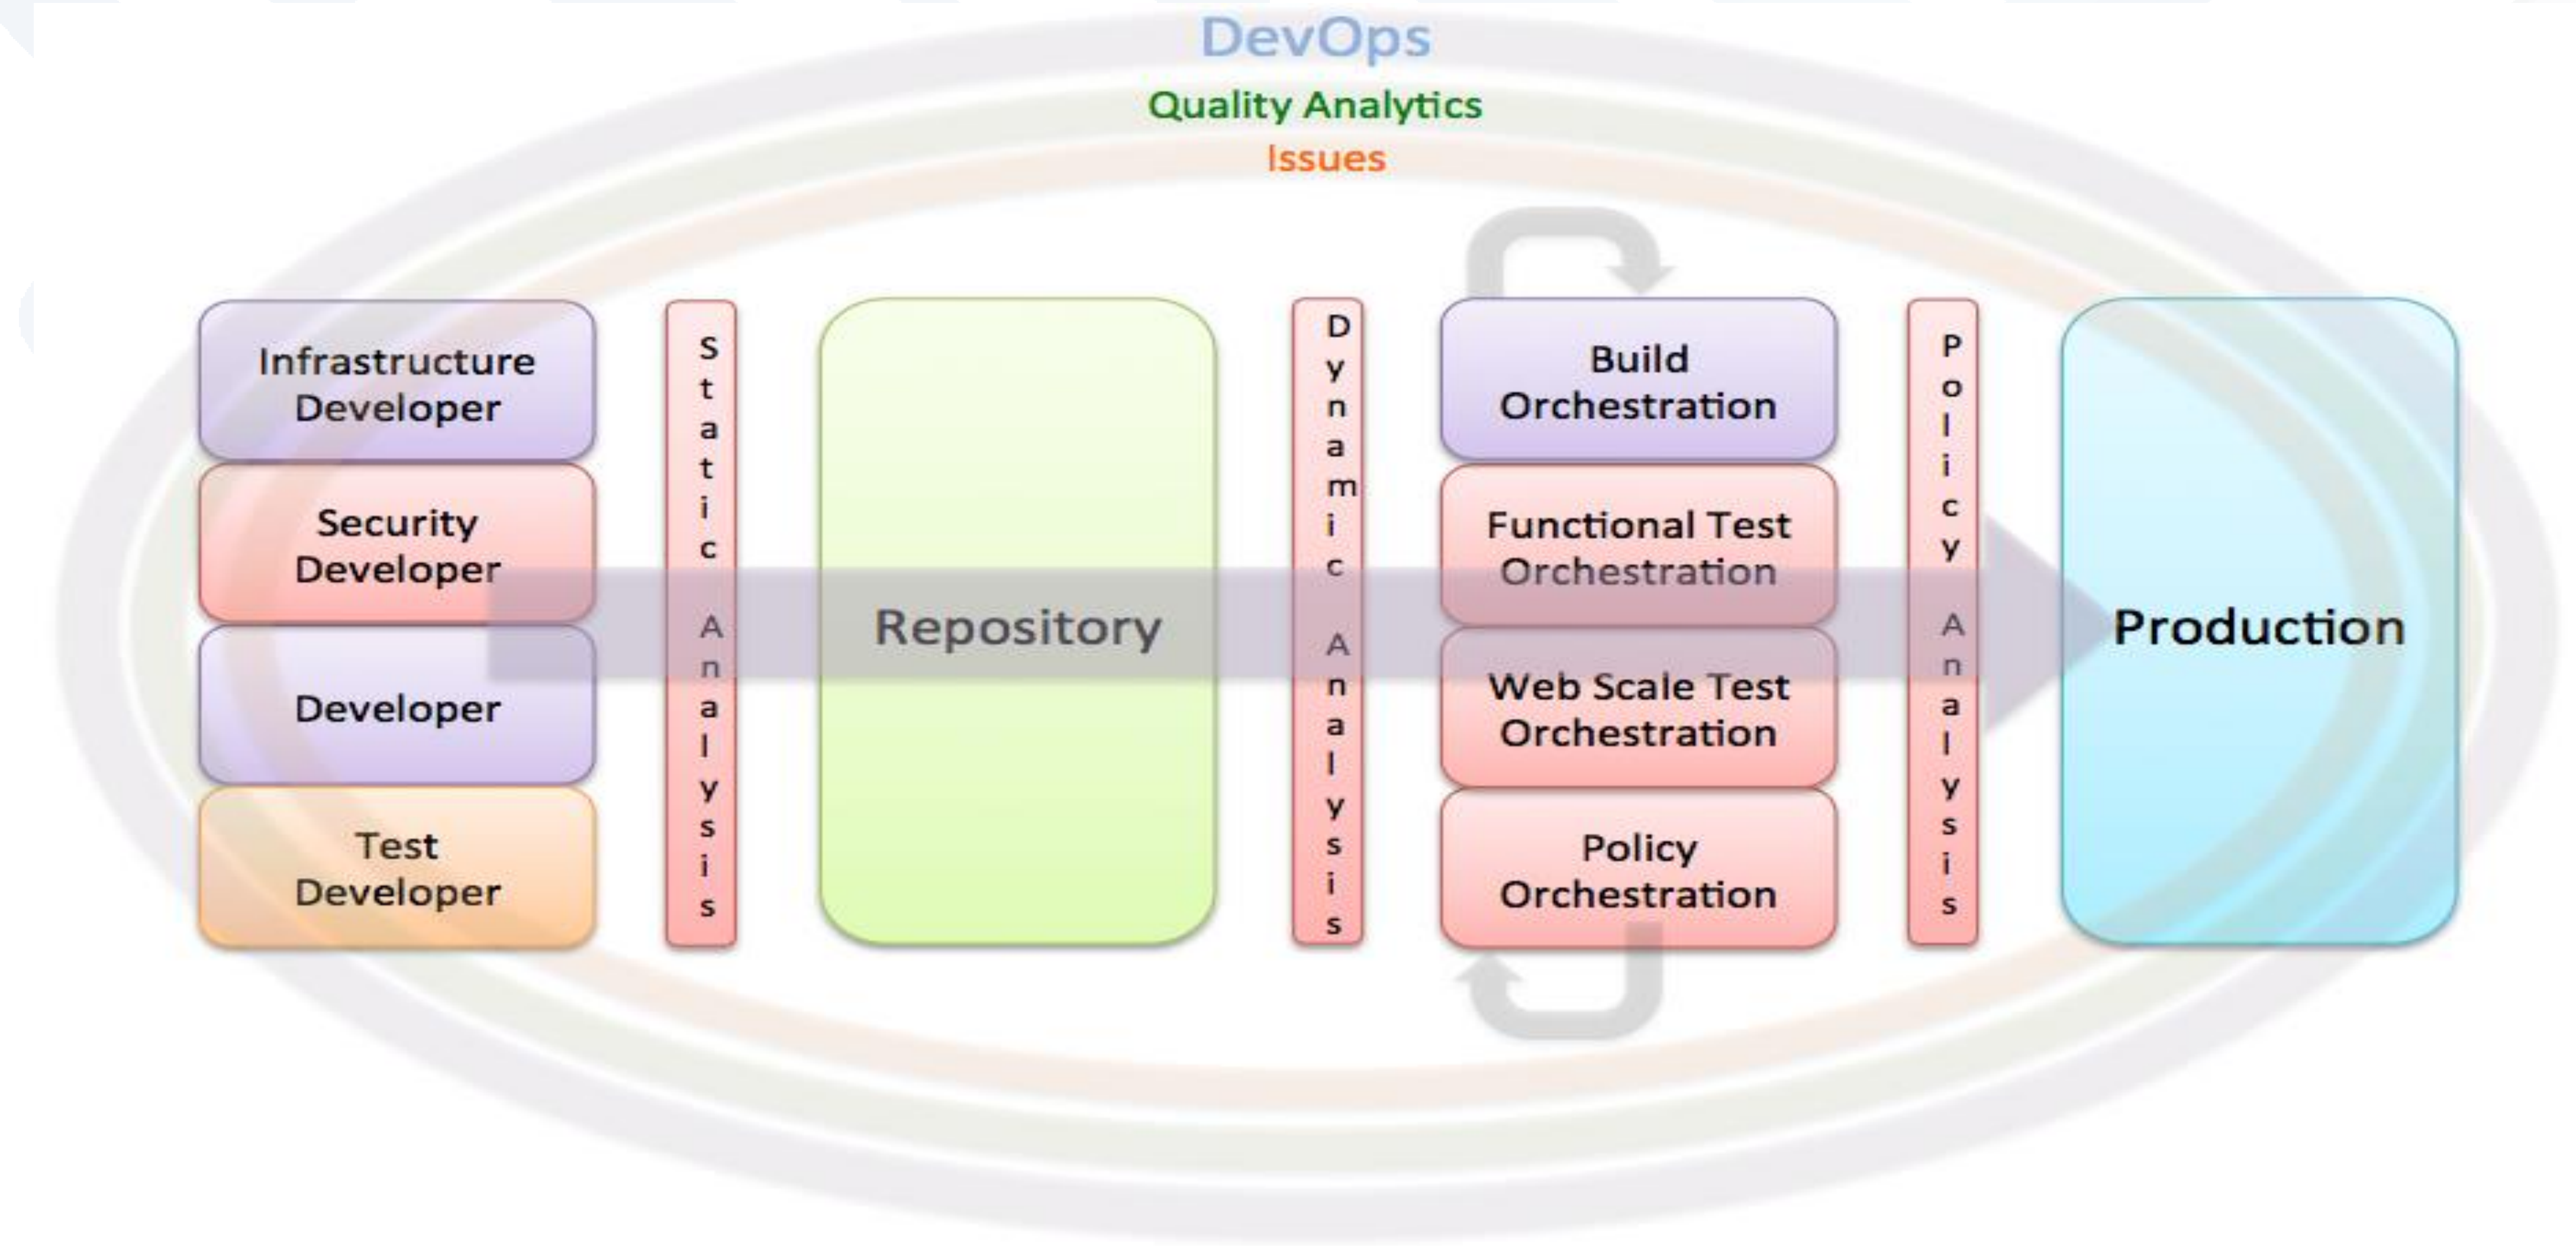 DevOps
Quality Analytics
Issues
Infrastructure
Developer
Security
Developer
Developer
Test
Developer
Static Analysis
Repository
Dynamic Analysis
Build
Orchestration
Functional Test
Orchestration
Web Scale Test
Orchestration
Policy
Orchestration
Policy Analysis
Production